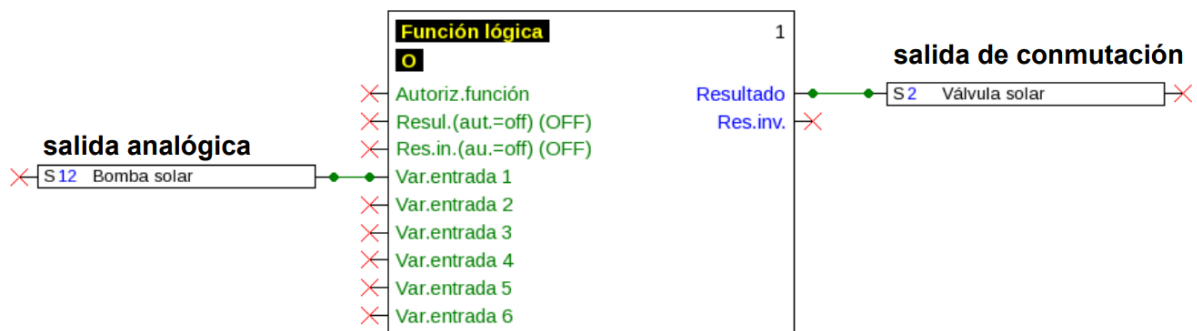 Función lógica 1
O
salida de conmutación
Autoriz.función Resultado
S 2 Válvula solar
Resul.(aut.=off) (OFF) Res.inv.
salida analógica
Res.in.(au.=off) (OFF)
S 12 Bomba solar
Var.entrada 1
Var.entrada 2
Var.entrada 3
Var.entrada 4
Var.entrada 5
Var.entrada 6